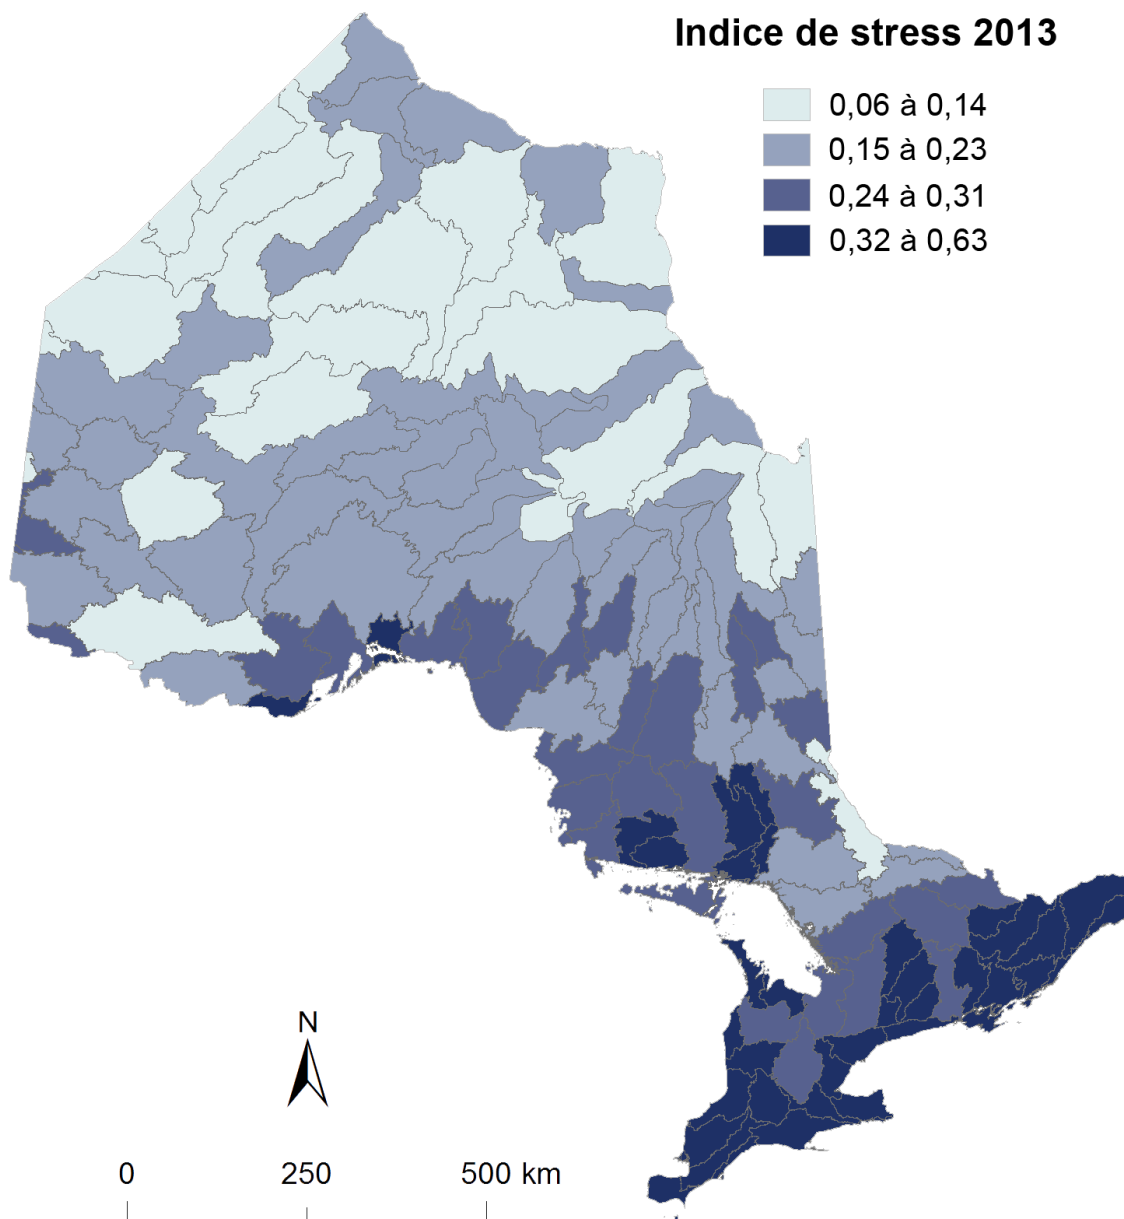 Indice de stress 2013
0,06 à 0,14
0,15 à 0,23
0,24 à 0,31
0,32 à 0,63
N
0 250 500 km